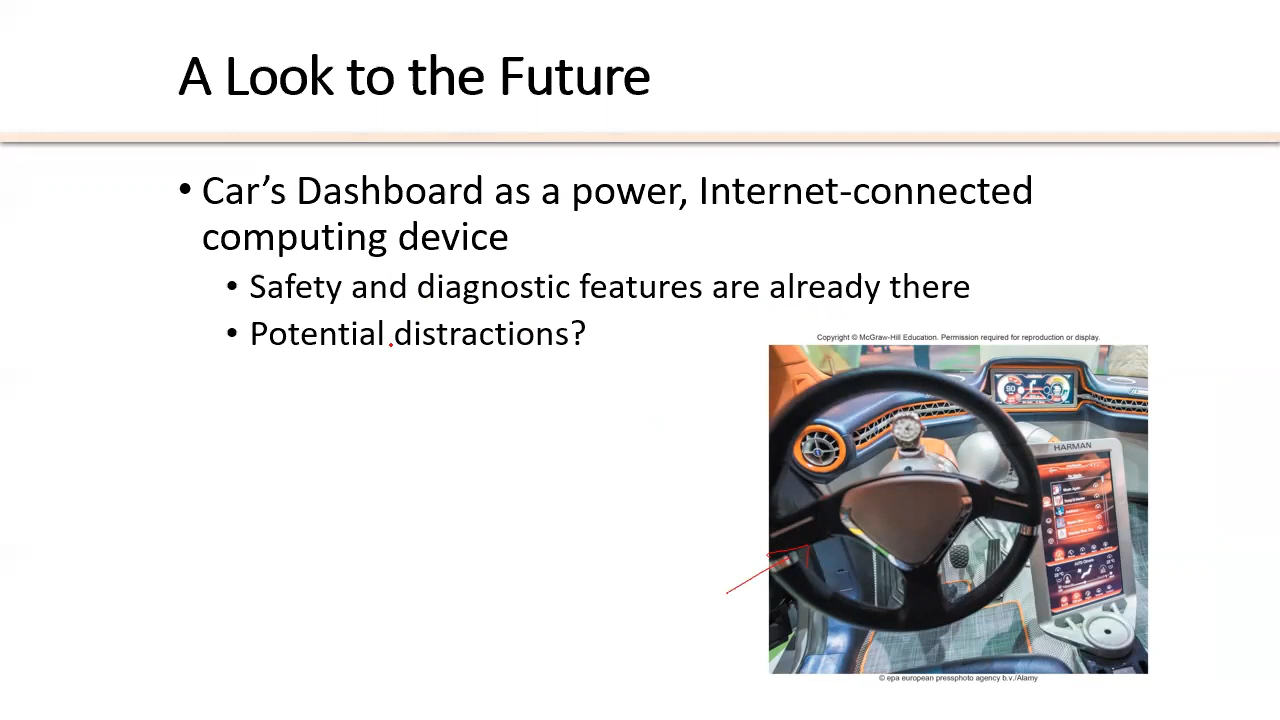 A Look to the Future
• Car’s Dashboard as a power, Internet-connected
computing device
• Safety and diagnostic features are already there
• Potential distractions?
Copyright © McGraw-Hill Education. Permission required for reproduction or display.
HARMAN
© epa european pressphoto agency b.v./Alamy